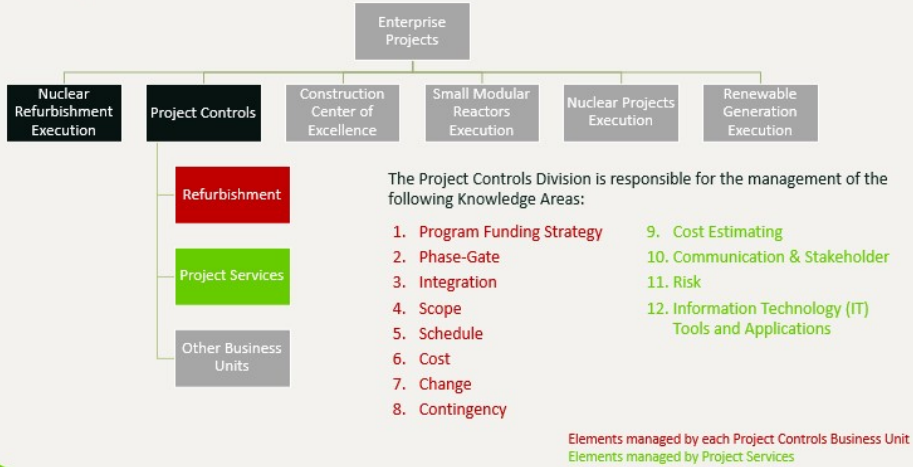 Enterprise
Projects
Nuclear
Refurbishment
Execution
Project Controls
Construction
Center of
Excellence
Small Modular
Reactors
Execution
Nuclear Projects
Execution
Renewable
Generation
Execution
Refurbishment
Project Services
Other Business
Units
The Project Controls Division is responsible for the management of the
following Knowledge Areas:
1. Program Funding Strategy
2. Phase-Gate
3. Integration
4. Scope
5. Schedule
6. Cost
7. Change
8. Contingency
9. Cost Estimating
10. Communication & Stakeholder
11. Risk
12. Information Technology (IT)
Tools and Applications
Elements managed by each Project Controls Business Unit
Elements managed by Project Services